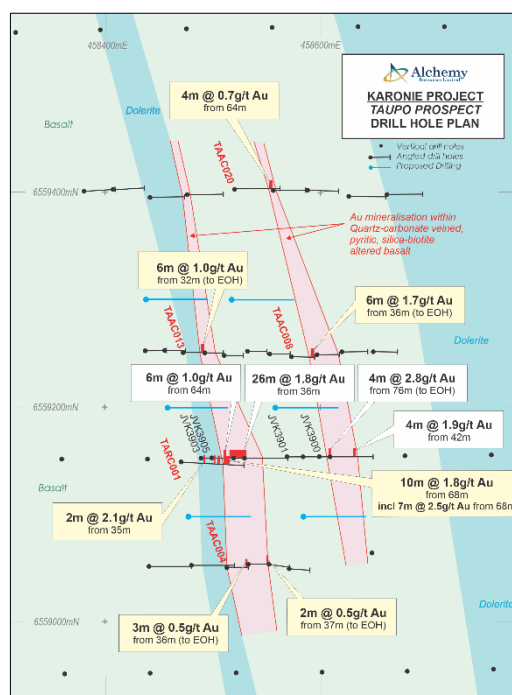 458400mE
458600mE
Alchemy
Resources Limited
KARONIE PROJECT
TAUPO PROSPECT
DRILL HOLE PLAN
Vertical drill holes
Angled drill holes
Proposed Drilling
4m @ 0.7g/t Au
from 64m
Dolerite
Basalt
TAAC020
6559400mN
Au mineralisation within
Quartz-carbonate veined,
pyritic, silica-biotite
altered basalt
6m @ 1.0g/t Au
from 32m (to EOH)
6m @ 1.7g/t Au
from 36m (to EOH)
TAAC013
TAAC008
Dolerite
6m @ 1.0g/t Au
from 64m
26m @ 1.8g/t Au
from 36m
4m @ 2.8g/t Au
from 76m (to EOH)
6559200mN
4m @ 1.9g/t Au
from 42m
JVK3905
JVK3903
JVK3901
JVK3900
TARC001
Basalt
10m @ 1.8g/t Au
from 68m
incl 7m @ 2.5g/t Au from 68m
2m @ 2.1g/t Au
from 35m
TAAC004
3m @ 0.5g/t Au
from 36m (to EOH)
2m @ 0.5g/t Au
from 37m (to EOH)
Dolerite
6559000mN